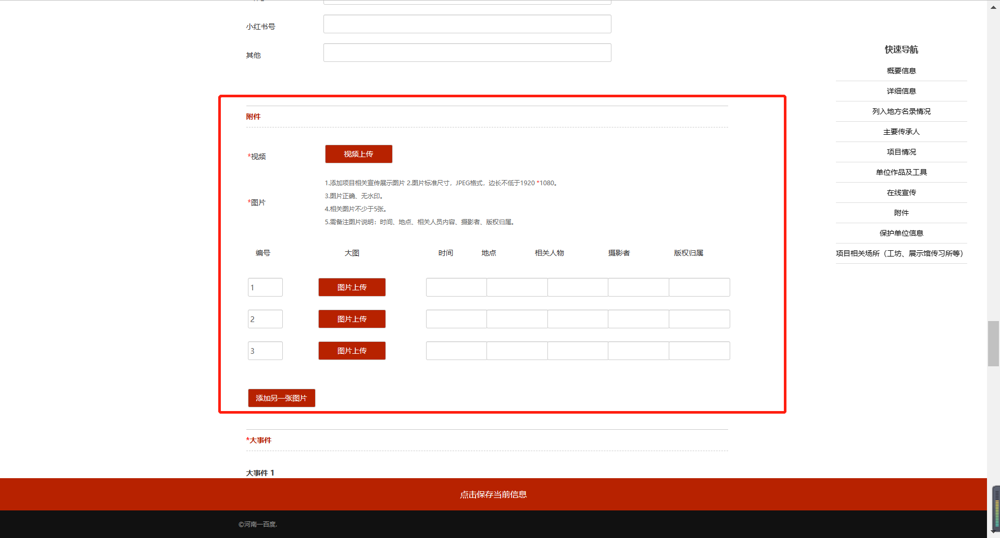 小红书号
其他
附件
*视频
视频上传
*图片
1.添加项目相关宣传展示图片 2.图片标准尺寸，JPEG格式，边长不低于1920 *1080。
3.图片正确、无水印。
4.相关图片不少于5张。
5.需备注图片说明：时间、地点、相关人员内容、摄影者、版权归属。
编号 大图 时间 地点 相关人物 摄影者 版权归属
1 图片上传
2 图片上传
3 图片上传
添加另一张图片
*大事件
大事件 1
快速导航
概要信息
详细信息
列入地方名录情况
主要传承人
项目情况
单位作品及工具
在线宣传
附件
保护单位信息
项目相关场所（工坊、展示馆传习所等）
点击保存当前信息
©河南一百度.